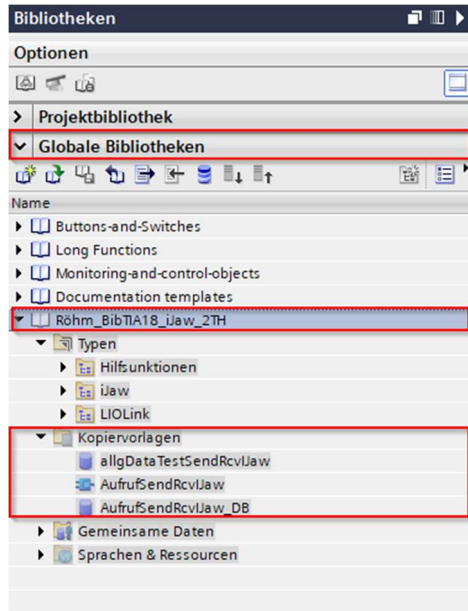 Bibliotheken
Optionen
Projektbibliothek
Globale Bibliotheken
Name
Buttons-and-Switches
Long Functions
Monitoring-and-control-objects
Documentation templates
Röhm_BibTIA18_iJaw_2TH
Typen
Hilfsunktionen
iJaw
LIOLink
Kopiervorlagen
allgDataTestSendRcvIJaw
AufrufSendRcvIJaw
AufrufSendRcvIJaw_DB
Gemeinsame Daten
Sprachen & Ressourcen